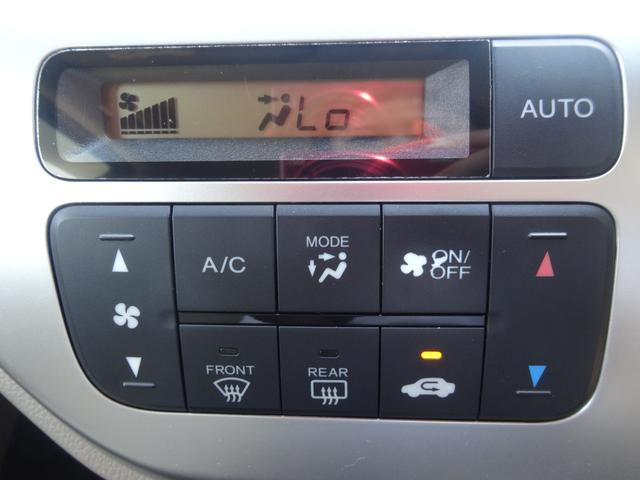 Lo
AUTO
A/C
MODE
ON/
OFF
FRONT
REAR